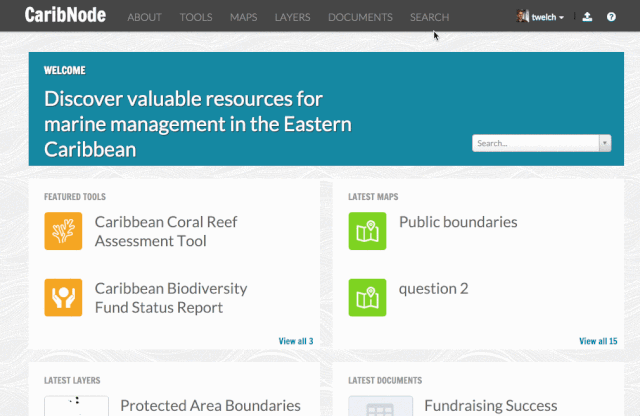 CaribNode ABOUT TOOLS MAPS LAYERS DOCUMENTS SEARCH twelch ?
WELCOME
Discover valuable resources for
marine management in the Eastern
Caribbean
Search...
FEATURED TOOLS
Caribbean Coral Reef
Assessment Tool
Caribbean Biodiversity
Fund Status Report
View all 3
LATEST MAPS
Public boundaries
question 2
View all 15
LATEST LAYERS
Protected Area Boundaries
LATEST DOCUMENTS
Fundraising Success